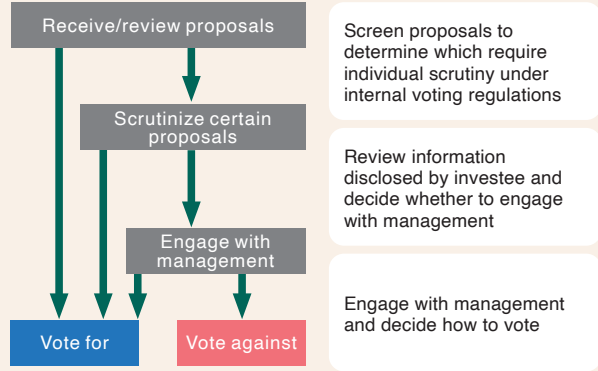 Receive/review proposals
Screen proposals to
determine which require
individual scrutiny under
internal voting regulations
Scrutinize certain
proposals
Review information
disclosed by investee and
decide whether to engage
with management
Engage with
management
Engage with management
and decide how to vote
Vote for
Vote against